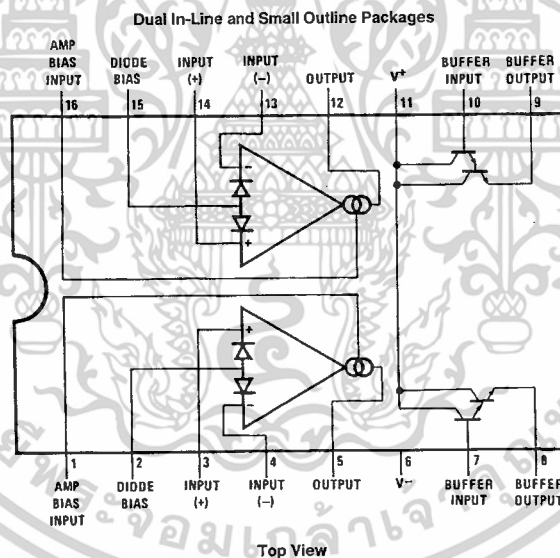 Dual In-Line and Small Outline Packages
AMP BIAS INPUT
DIODE BIAS
INPUT (+)
INPUT (−)
OUTPUT
V+
BUFFER INPUT
BUFFER OUTPUT
16 15 14 13 12 11 10 9
−
+
+
−
1 2 3 4 5 6 7 8
AMP BIAS INPUT
DIODE BIAS
INPUT (+)
INPUT (−)
OUTPUT
V−
BUFFER INPUT
BUFFER OUTPUT
Top View